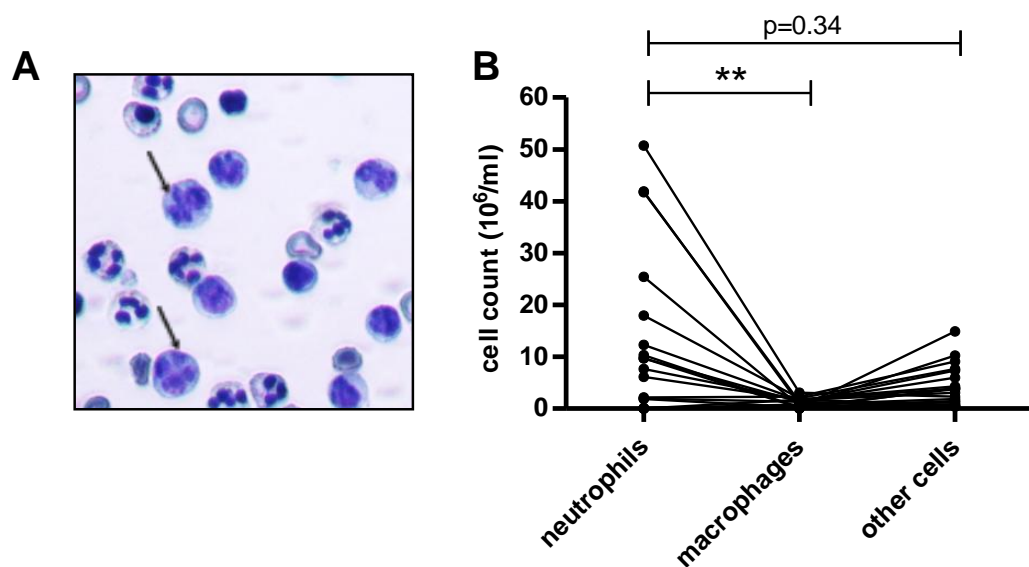 A
B
p=0.34
**
cell count (10⁶/ml)
60
50
40
30
20
10
0
neutrophils
macrophages
other cells